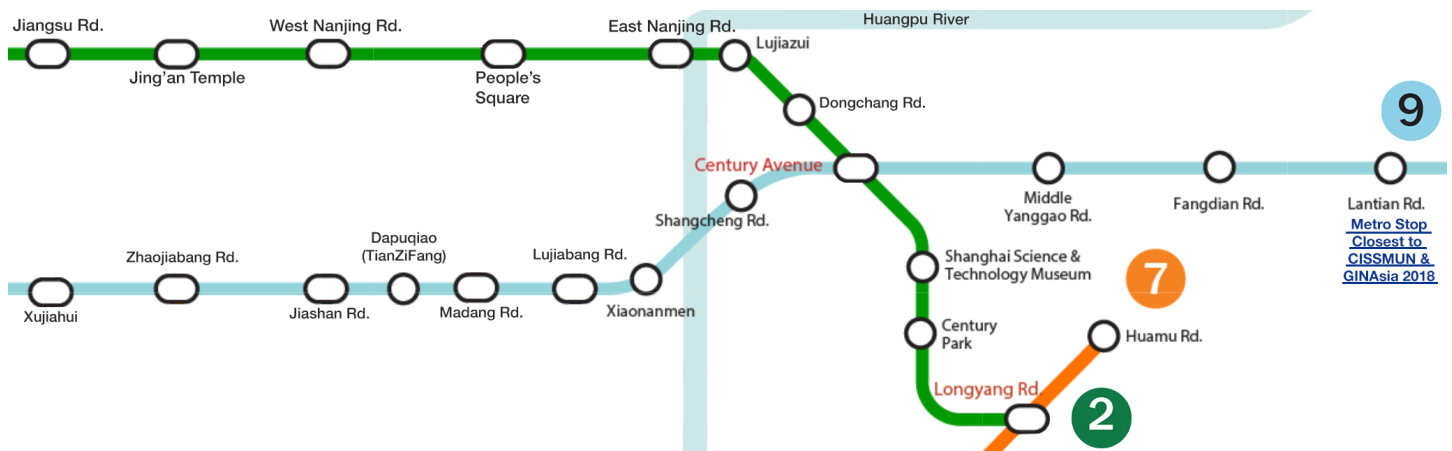 Jiangsu Rd.
West Nanjing Rd.
East Nanjing Rd.
Huangpu River
Lujiazui
Jing'an Temple
People's
Square
Dongchang Rd.
9
Century Avenue
Middle
Yanggao Rd.
Fangdian Rd.
Lantian Rd.
Metro Stop
Closest to
CISSMUN &
GINAsia 2018
Shangcheng Rd.
Zhaojiabang Rd.
Dapuqiao
(TianZiFang)
Lujiabang Rd.
Shanghai Science &
Technology Museum
7
Xujiahui
Jiashan Rd.
Madang Rd.
Xiaonanmen
Century
Park
Huamu Rd.
Longyang Rd.
2